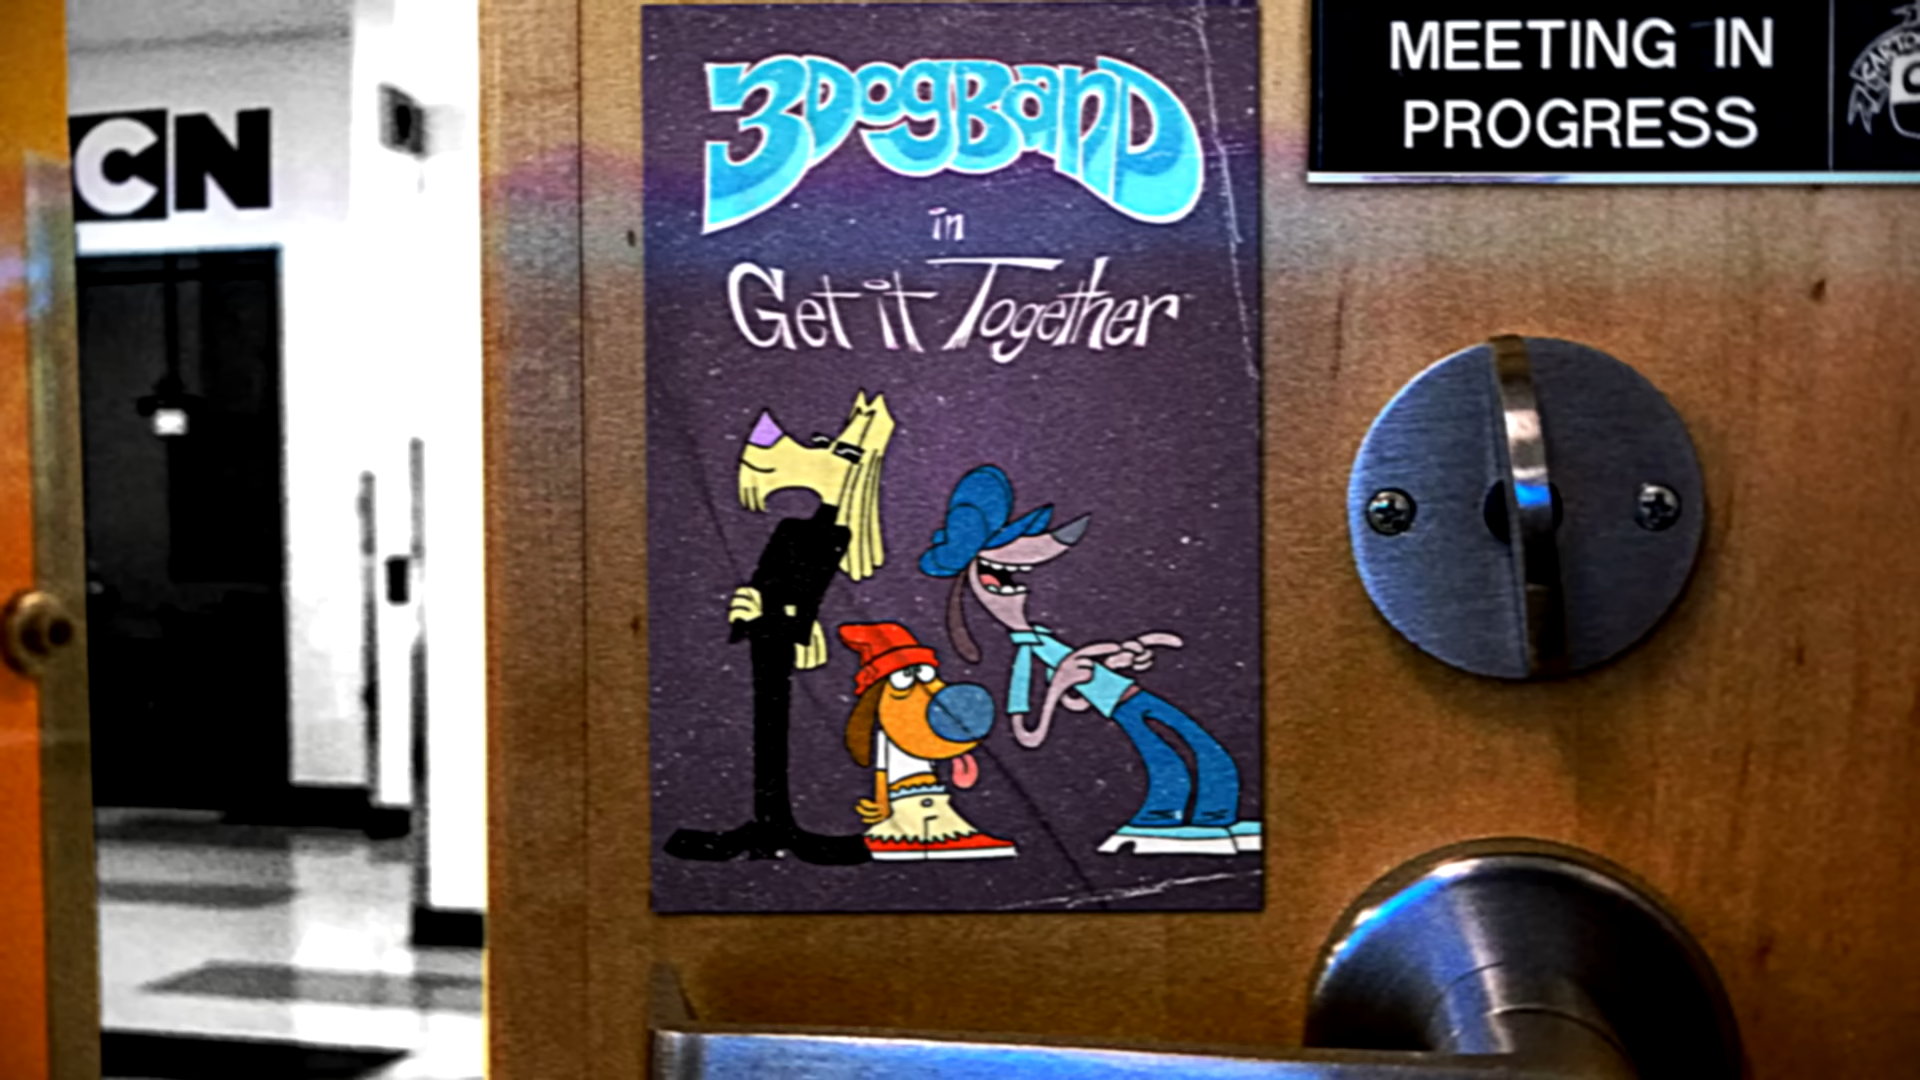 CN
3DogBanD
in
Get it Together
MEETING IN
PROGRESS